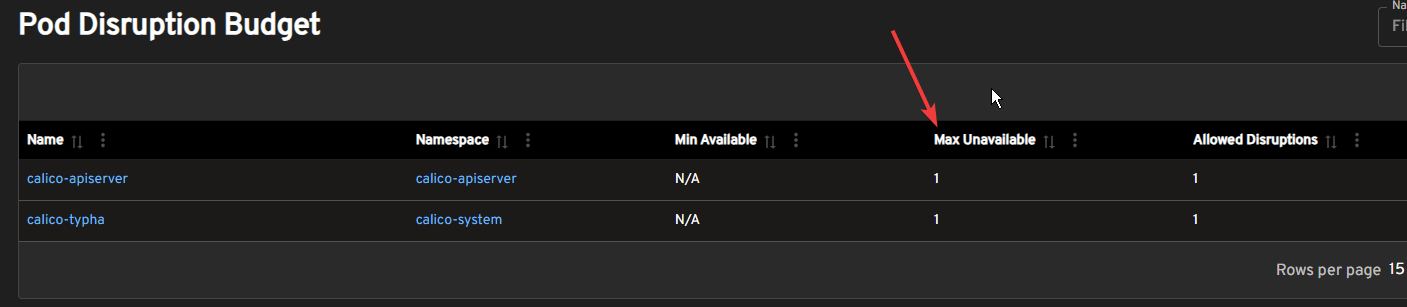 Pod Disruption Budget
Na
Fi
Name Namespace Min Available Max Unavailable Allowed Disruptions
calico-apiserver calico-apiserver N/A 1 1
calico-typha calico-system N/A 1 1
Rows per page 15